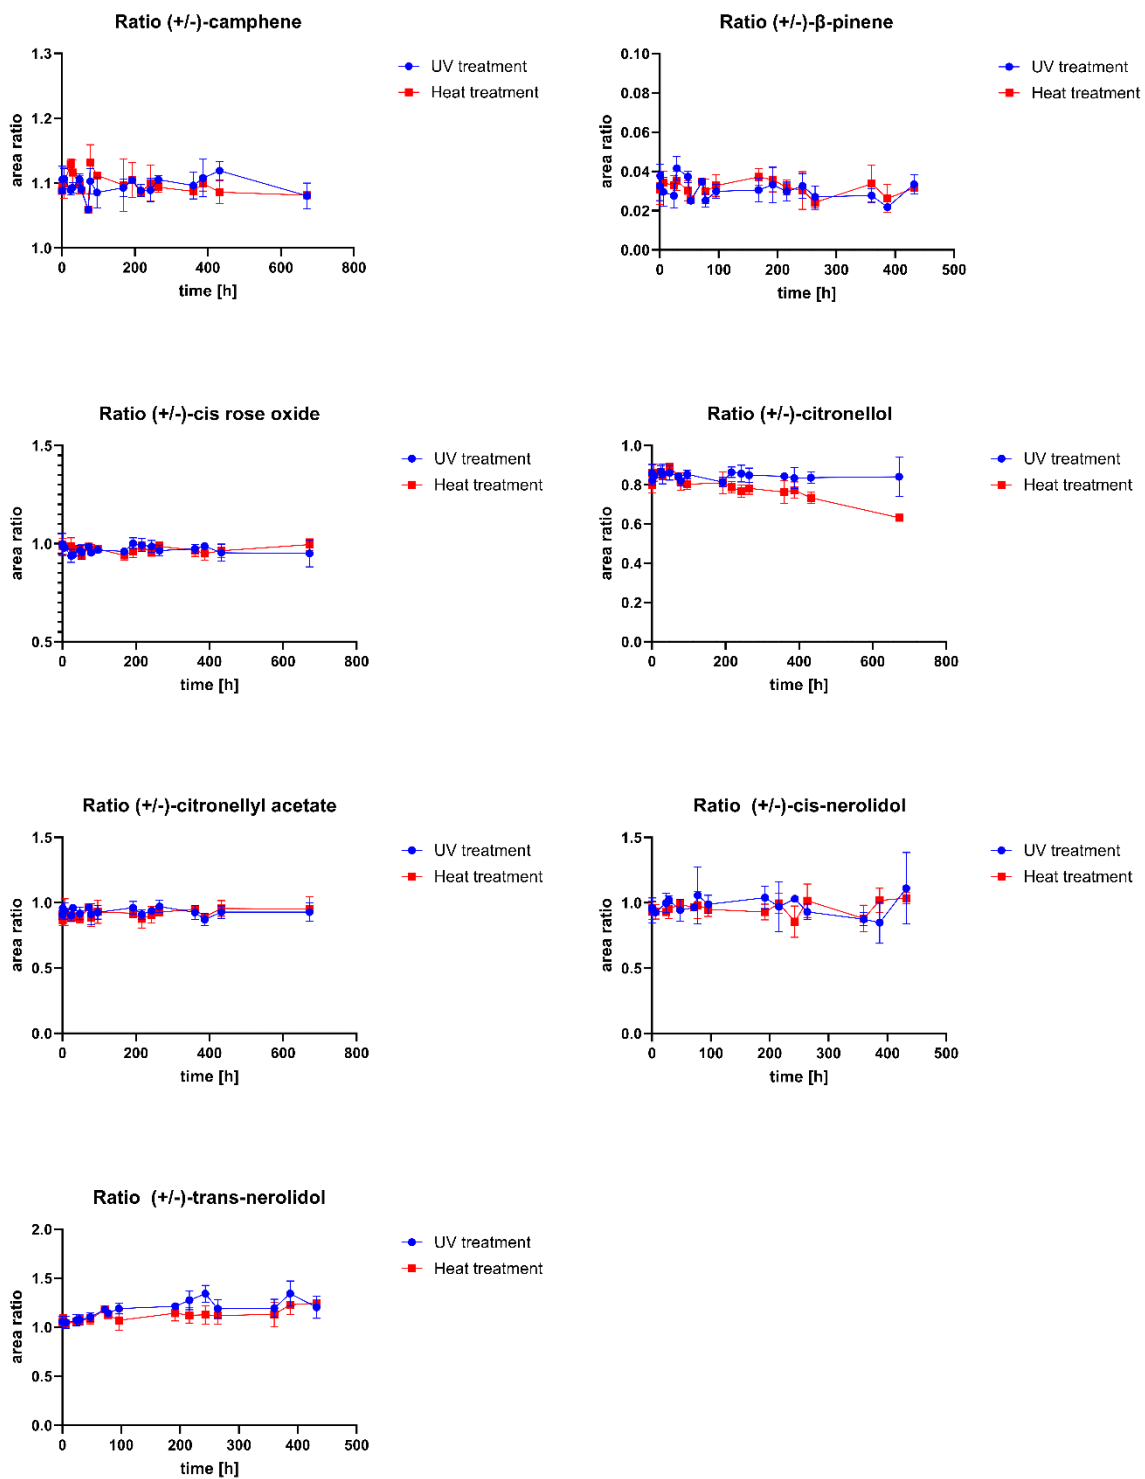 Ratio (+/-)-camphene
1.3
1.2
1.1
1.0
area ratio
0
200
400
600
800
time [h]
UV treatment
Heat treatment
Ratio (+/-)-β-pinene
0.10
0.08
0.06
0.04
0.02
0.00
area ratio
0
100
200
300
400
500
time [h]
UV treatment
Heat treatment
Ratio (+/-)-cis rose oxide
1.5
1.0
0.5
area ratio
0
200
400
600
800
time [h]
UV treatment
Heat treatment
Ratio (+/-)-citronellol
1.0
0.8
0.6
0.4
0.2
0.0
area ratio
0
200
400
600
800
time [h]
UV treatment
Heat treatment
Ratio (+/-)-citronellyl acetate
1.5
1.0
0.5
0.0
area ratio
0
200
400
600
800
time [h]
UV treatment
Heat treatment
Ratio (+/-)-cis-nerolidol
1.5
1.0
0.5
0.0
area ratio
0
100
200
300
400
500
time [h]
UV treatment
Heat treatment
Ratio (+/-)-trans-nerolidol
2.0
1.5
1.0
0.5
0.0
area ratio
0
100
200
300
400
500
time [h]
UV treatment
Heat treatment